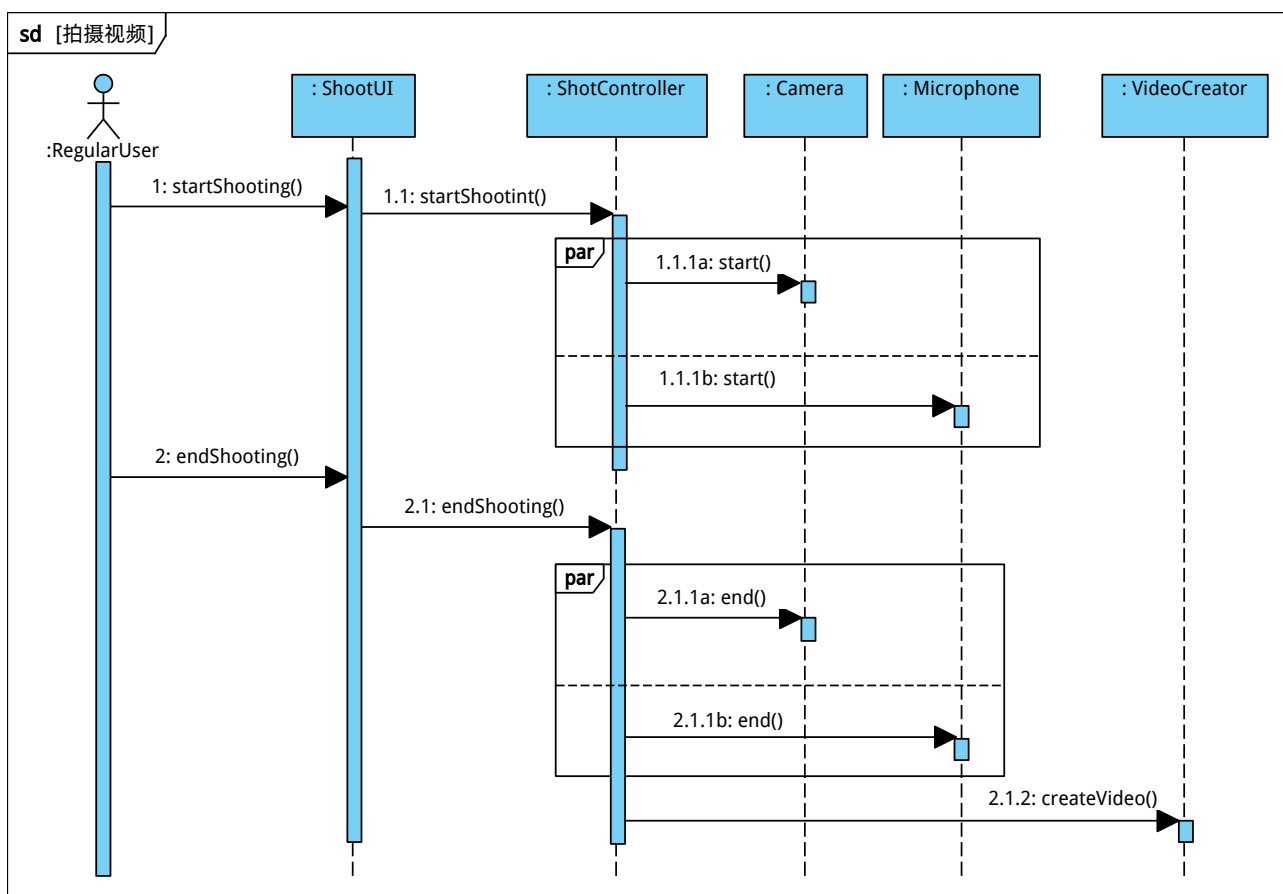 sd [拍摄视频]
: ShootUI
: ShotController
: Camera
: Microphone
: VideoCreator
:RegularUser
1: startShooting()
1.1: startShootint()
par
1.1.1a: start()
1.1.1b: start()
2: endShooting()
2.1: endShooting()
par
2.1.1a: end()
2.1.1b: end()
2.1.2: createVideo()